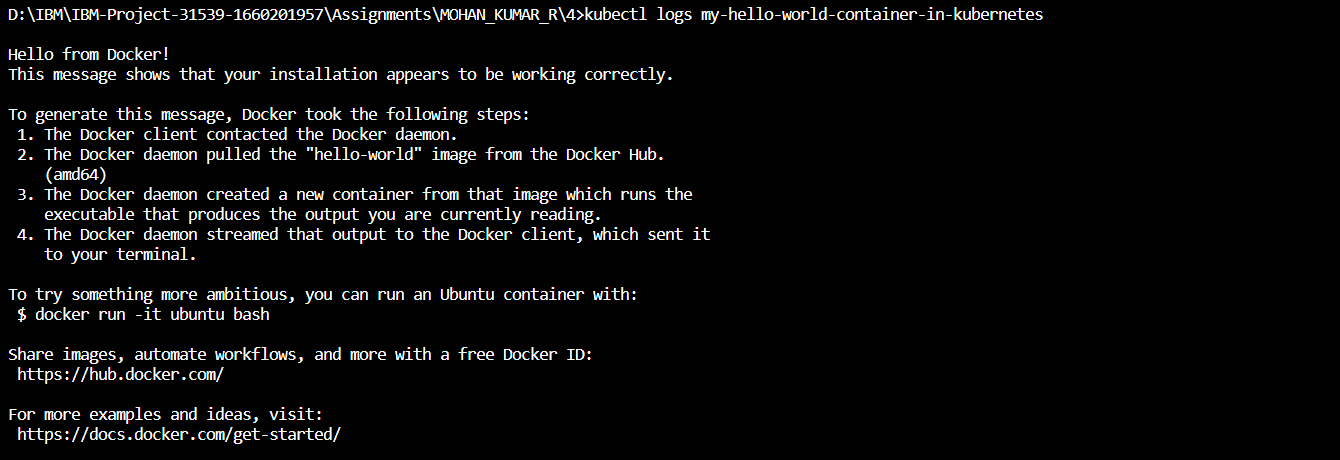 D:\IBM\IBM-Project-31539-1660201957\Assignments\MOHAN_KUMAR_R\4>kubectl logs my-hello-world-container-in-kubernetes
Hello from Docker!
This message shows that your installation appears to be working correctly.
To generate this message, Docker took the following steps:
1. The Docker client contacted the Docker daemon.
2. The Docker daemon pulled the "hello-world" image from the Docker Hub.
(amd64)
3. The Docker daemon created a new container from that image which runs the
executable that produces the output you are currently reading.
4. The Docker daemon streamed that output to the Docker client, which sent it
to your terminal.
To try something more ambitious, you can run an Ubuntu container with:
$ docker run -it ubuntu bash
Share images, automate workflows, and more with a free Docker ID:
https://hub.docker.com/
For more examples and ideas, visit:
https://docs.docker.com/get-started/